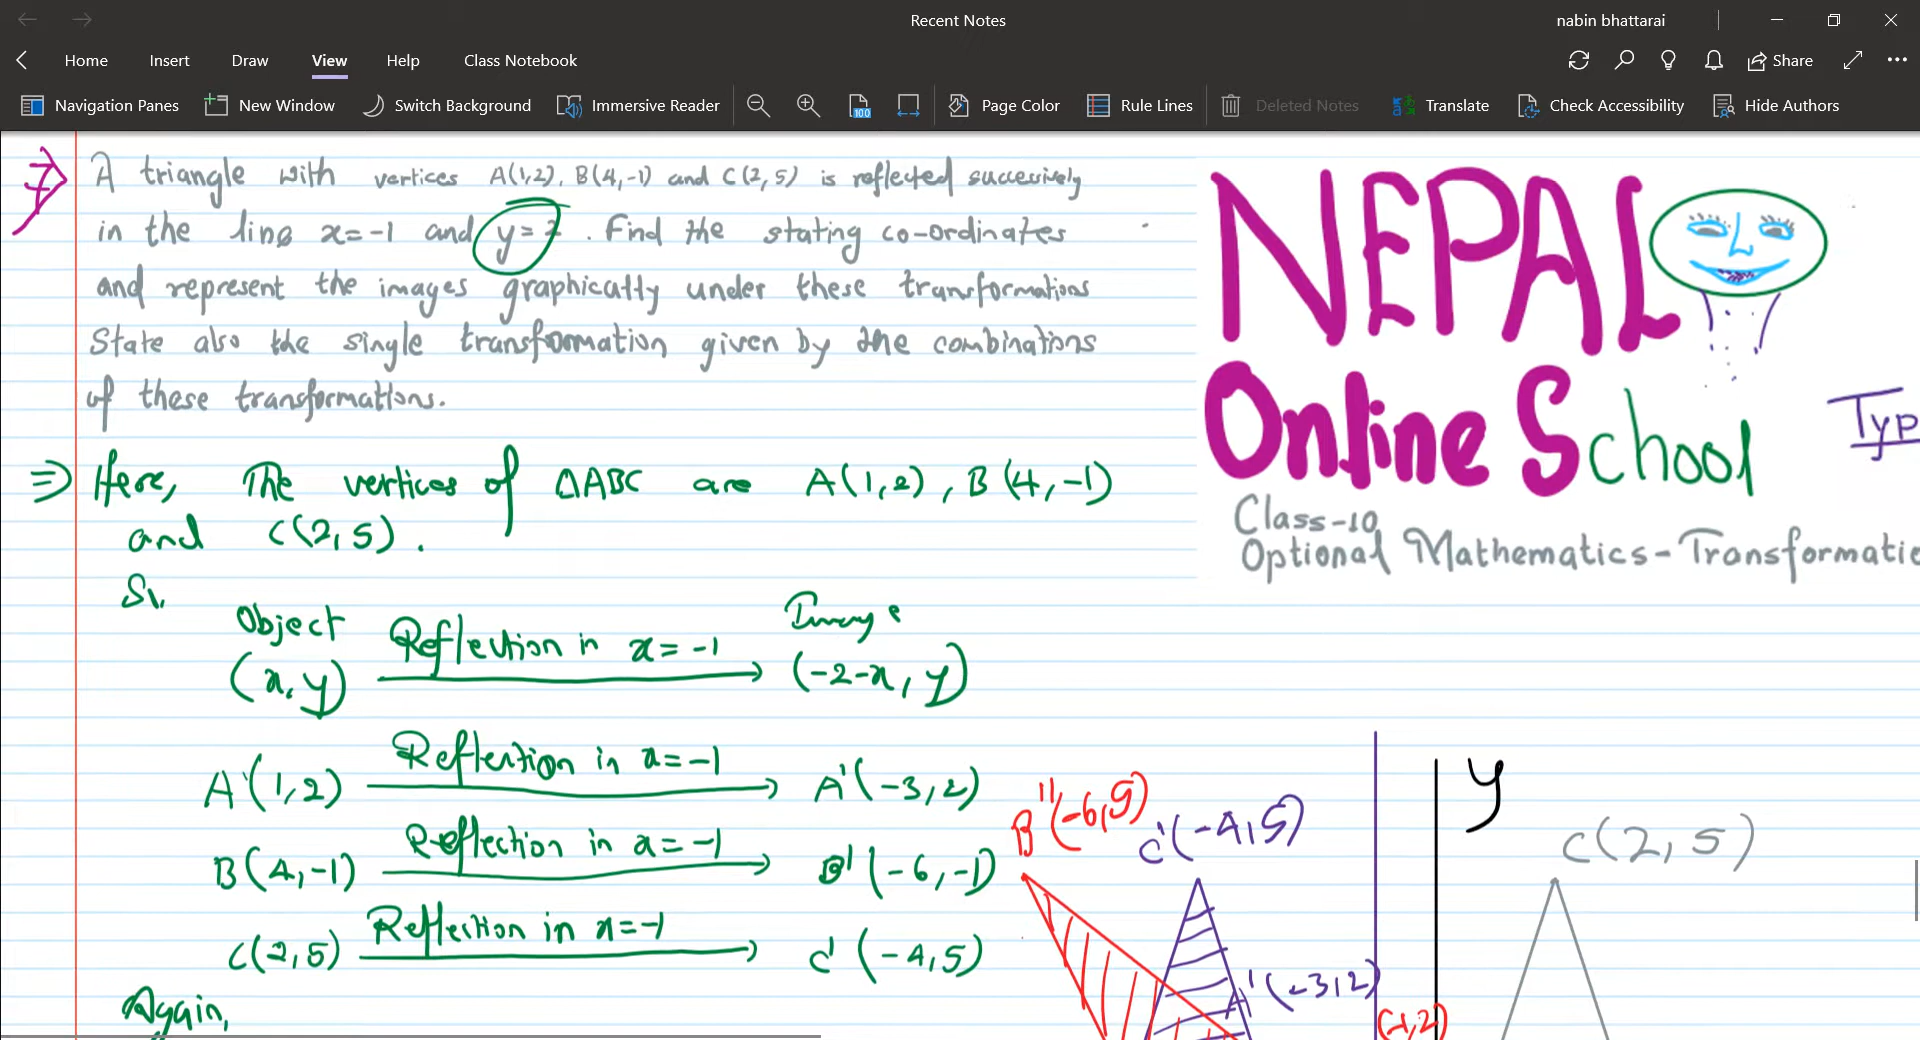 Recent Notes
nabin bhattarai
Home Insert Draw View Help Class Notebook
Share
Navigation Panes New Window Switch Background Immersive Reader Page Color Rule Lines Deleted Notes Translate Check Accessibility Hide Authors
7
A triangle with vertices A(1,2), B(4,-1) and C(2,5) is reflected successively
in the line x=-1 and y=2. Find the stating co-ordinates
and represent the images graphically under these transformations
State also the single transformation given by the combinations
of these transformations.
NEPAL
Online School
Typ
Class-10
Optional Mathematics-Transformatio
⇒ Here, The vertices of ΔABC are A(1,2), B(4,-1)
and C(2,5).
Object Image
(x,y) Reflection in x=-1 (-2-x, y)
A(1,2) Reflection in x=-1 A'(-3,2)
B(4,-1) Reflection in x=-1 B'(-6,-1)
C(2,5) Reflection in x=-1 C'(-4,5)
Again,
B''(-6,5)
C'(-4,5)
y
C(2,5)
A'(-3,2)
(-1,2)